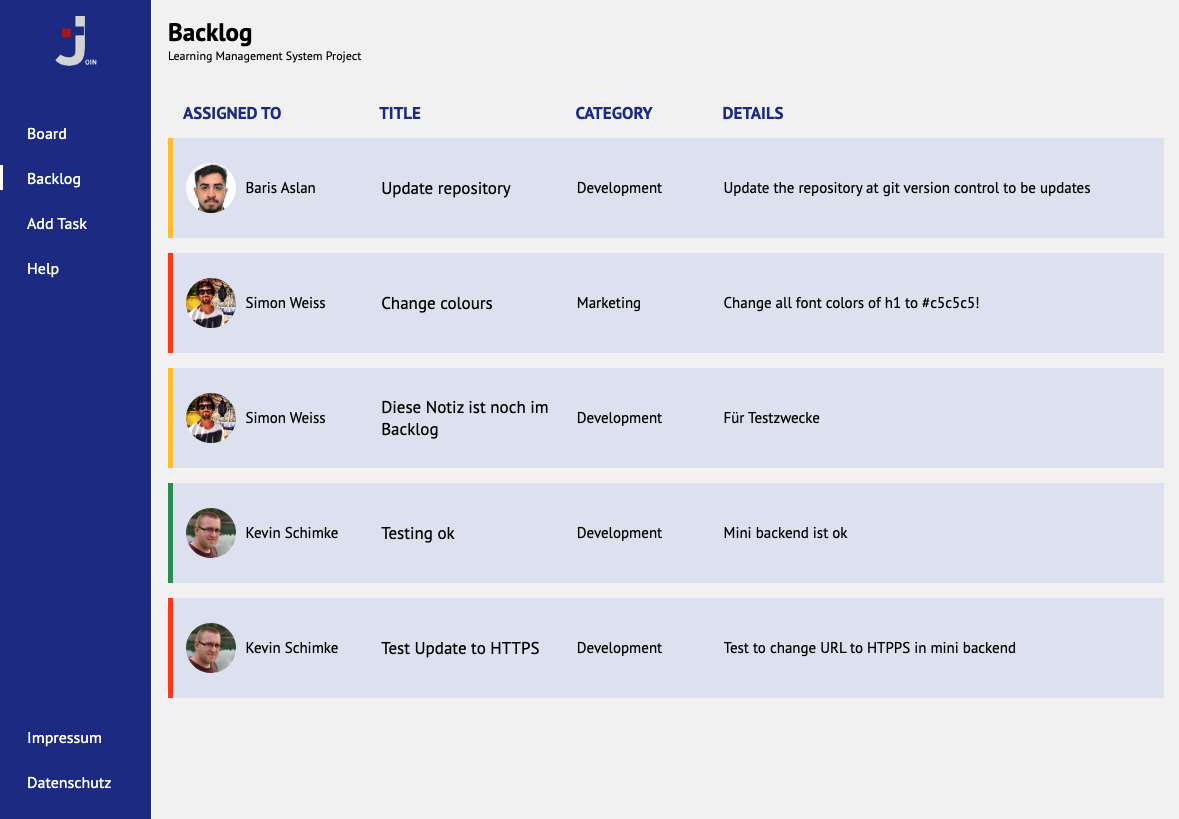 OIN
Board
Backlog
Add Task
Help
Impressum
Datenschutz
Backlog
Learning Management System Project
ASSIGNED TO TITLE CATEGORY DETAILS
Baris Aslan Update repository Development Update the repository at git version control to be updates
Simon Weiss Change colours Marketing Change all font colors of h1 to #c5c5c5!
Simon Weiss Diese Notiz ist noch im
Backlog Development Für Testzwecke
Kevin Schimke Testing ok Development Mini backend ist ok
Kevin Schimke Test Update to HTTPS Development Test to change URL to HTPPS in mini backend